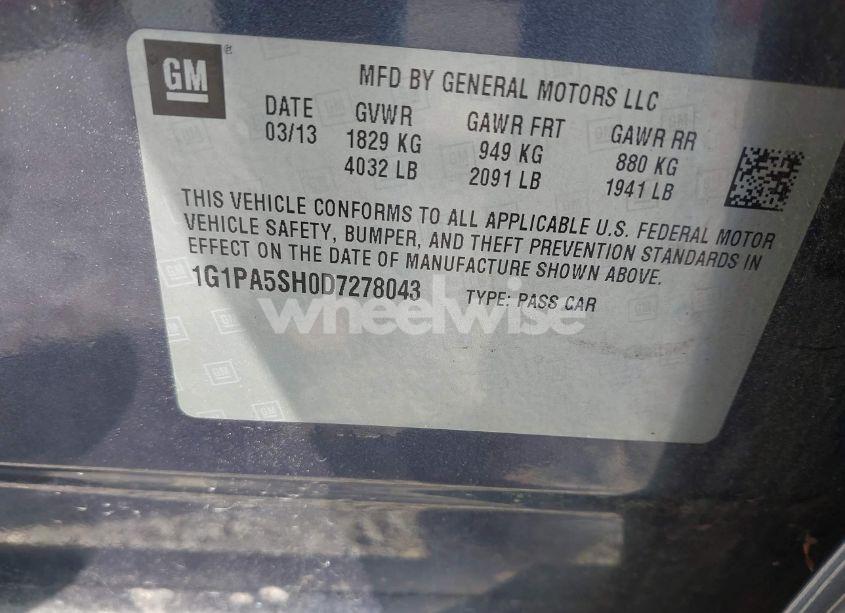 GM®
MFD BY GENERAL MOTORS LLC
DATE GVWR GAWR FRT GAWR RR
03/13 1829 KG 949 KG 880 KG
4032 LB 2091 LB 1941 LB
THIS VEHICLE CONFORMS TO ALL APPLICABLE U.S. FEDERAL MOTOR
VEHICLE SAFETY, BUMPER, AND THEFT PREVENTION STANDARDS IN
EFFECT ON THE DATE OF MANUFACTURE SHOWN ABOVE.
1G1PA5SH0D7278043 TYPE: PASS CAR
wheelwise